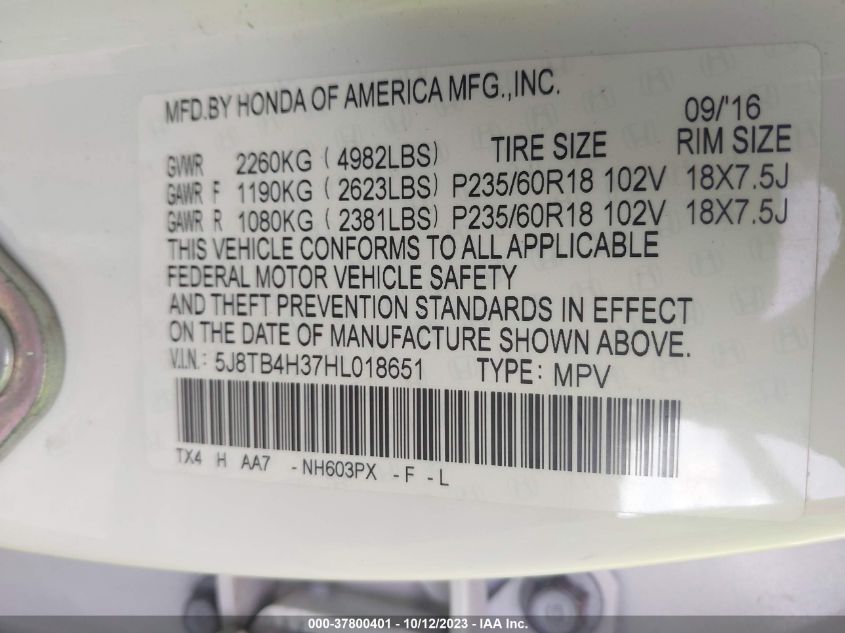 MFD.BY HONDA OF AMERICA MFG.,INC.
09/'16
GVWR 2260KG ( 4982LBS) TIRE SIZE RIM SIZE
GAWR F 1190KG ( 2623LBS) P235/60R18 102V 18X7.5J
GAWR R 1080KG ( 2381LBS) P235/60R18 102V 18X7.5J
THIS VEHICLE CONFORMS TO ALL APPLICABLE
FEDERAL MOTOR VEHICLE SAFETY
AND THEFT PREVENTION STANDARDS IN EFFECT
ON THE DATE OF MANUFACTURE SHOWN ABOVE.
V.I.N.: 5J8TB4H37HL018651 TYPE: MPV
TX4 H AA7 - NH603PX - F - L
000-37800401 - 10/12/2023 - IAA Inc.